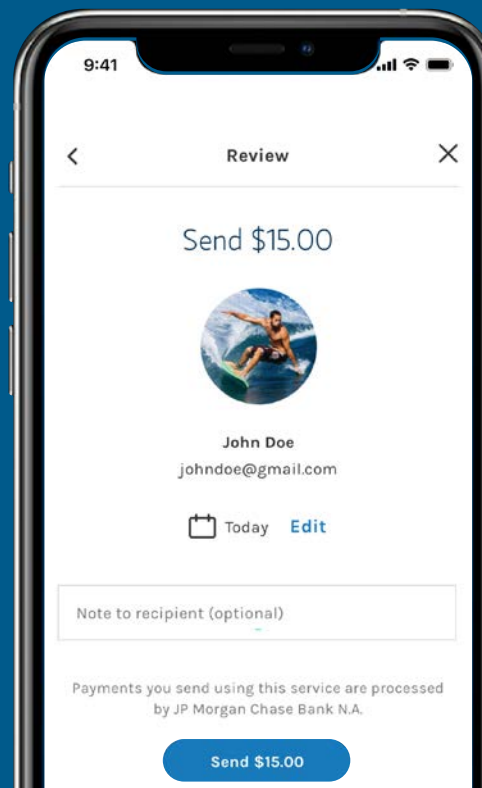 9:41
Review
Send $15.00
John Doe
johndoe@gmail.com
Today Edit
Note to recipient (optional)
Payments you send using this service are processed
by JP Morgan Chase Bank N.A.
Send $15.00